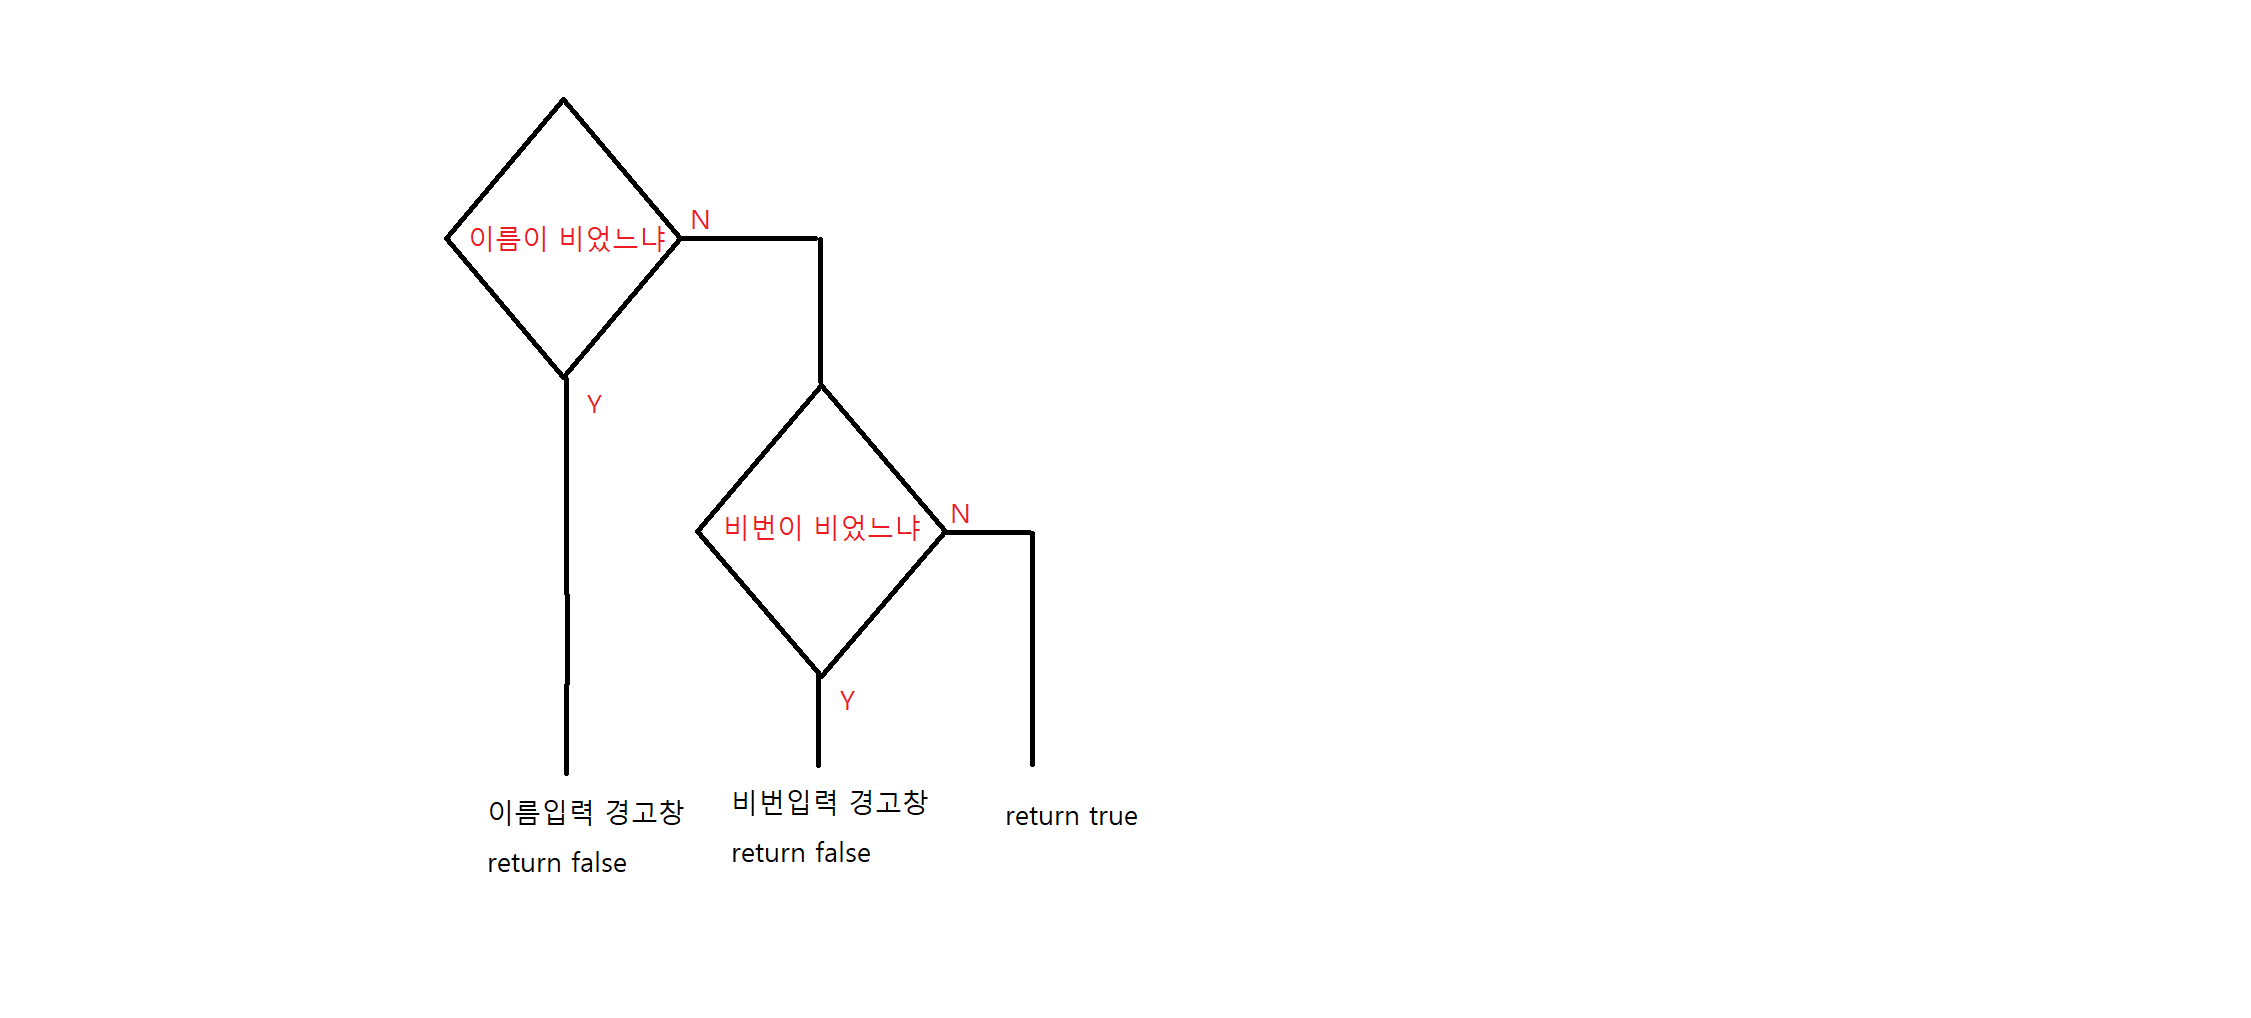 이름이 비었느냐
N
Y
비번이 비었느냐
N
Y
이름입력 경고창
return false
비번입력 경고창
return false
return true